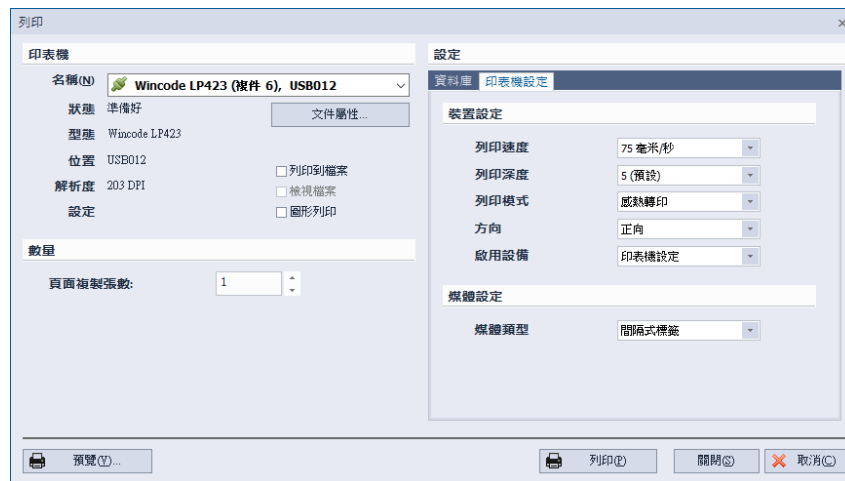 列印
印表機
名稱(N) Wincode LP423 (複件 6), USB012
狀態 準備好
文件屬性...
型態 Wincode LP423
位置 USB012
解析度 203 DPI
設定
列印到檔案
檢視檔案
圖形列印
數量
頁面複製張數: 1
設定
資料庫 印表機設定
裝置設定
列印速度 75 毫米/秒
列印深度 5 (預設)
列印模式 感熱轉印
方向 正向
啟用設備 印表機設定
媒體設定
媒體類型 間隔式標籤
預覽(Y)...
列印(P)
關閉(S)
取消(C)